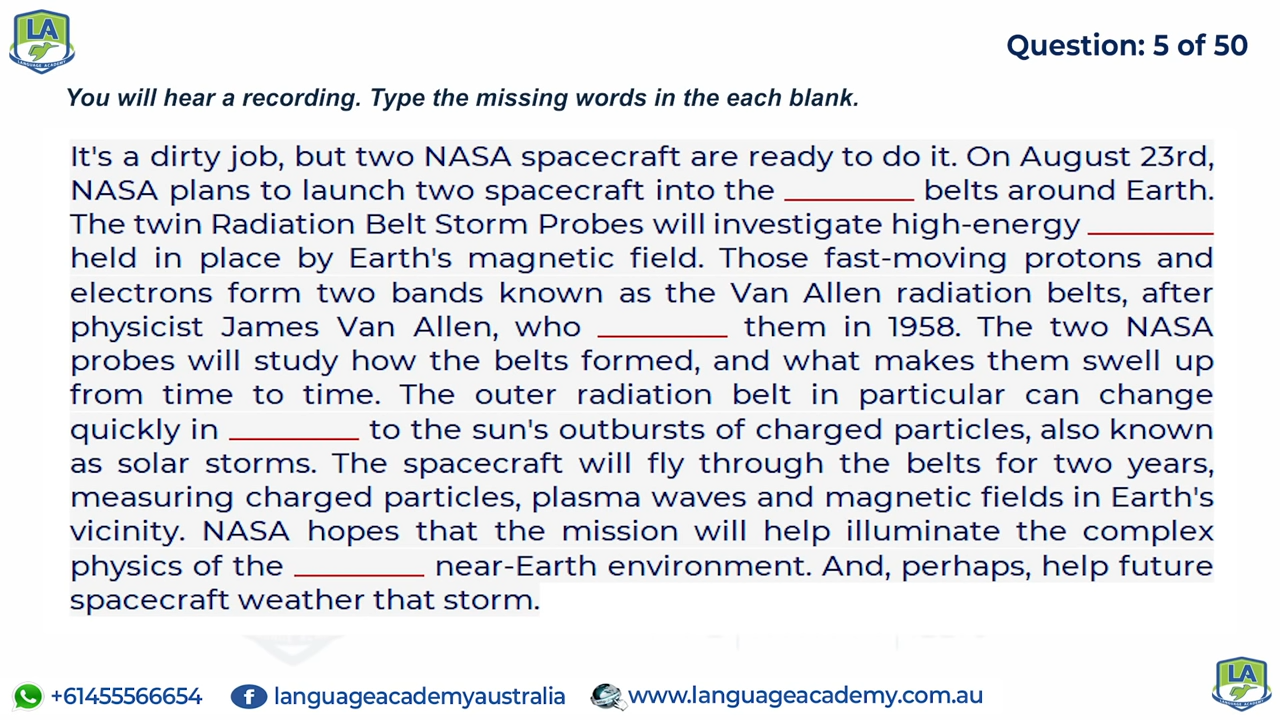 LA
LANGUAGE ACADEMY
Question: 5 of 50
You will hear a recording. Type the missing words in the each blank.
It's a dirty job, but two NASA spacecraft are ready to do it. On August 23rd,
NASA plans to launch two spacecraft into the _________ belts around Earth.
The twin Radiation Belt Storm Probes will investigate high-energy _________
held in place by Earth's magnetic field. Those fast-moving protons and
electrons form two bands known as the Van Allen radiation belts, after
physicist James Van Allen, who _________ them in 1958. The two NASA
probes will study how the belts formed, and what makes them swell up
from time to time. The outer radiation belt in particular can change
quickly in _________ to the sun's outbursts of charged particles, also known
as solar storms. The spacecraft will fly through the belts for two years,
measuring charged particles, plasma waves and magnetic fields in Earth's
vicinity. NASA hopes that the mission will help illuminate the complex
physics of the _________ near-Earth environment. And, perhaps, help future
spacecraft weather that storm.
+61455566654 languageacademyaustralia www.languageacademy.com.au
LA
LANGUAGE ACADEMY